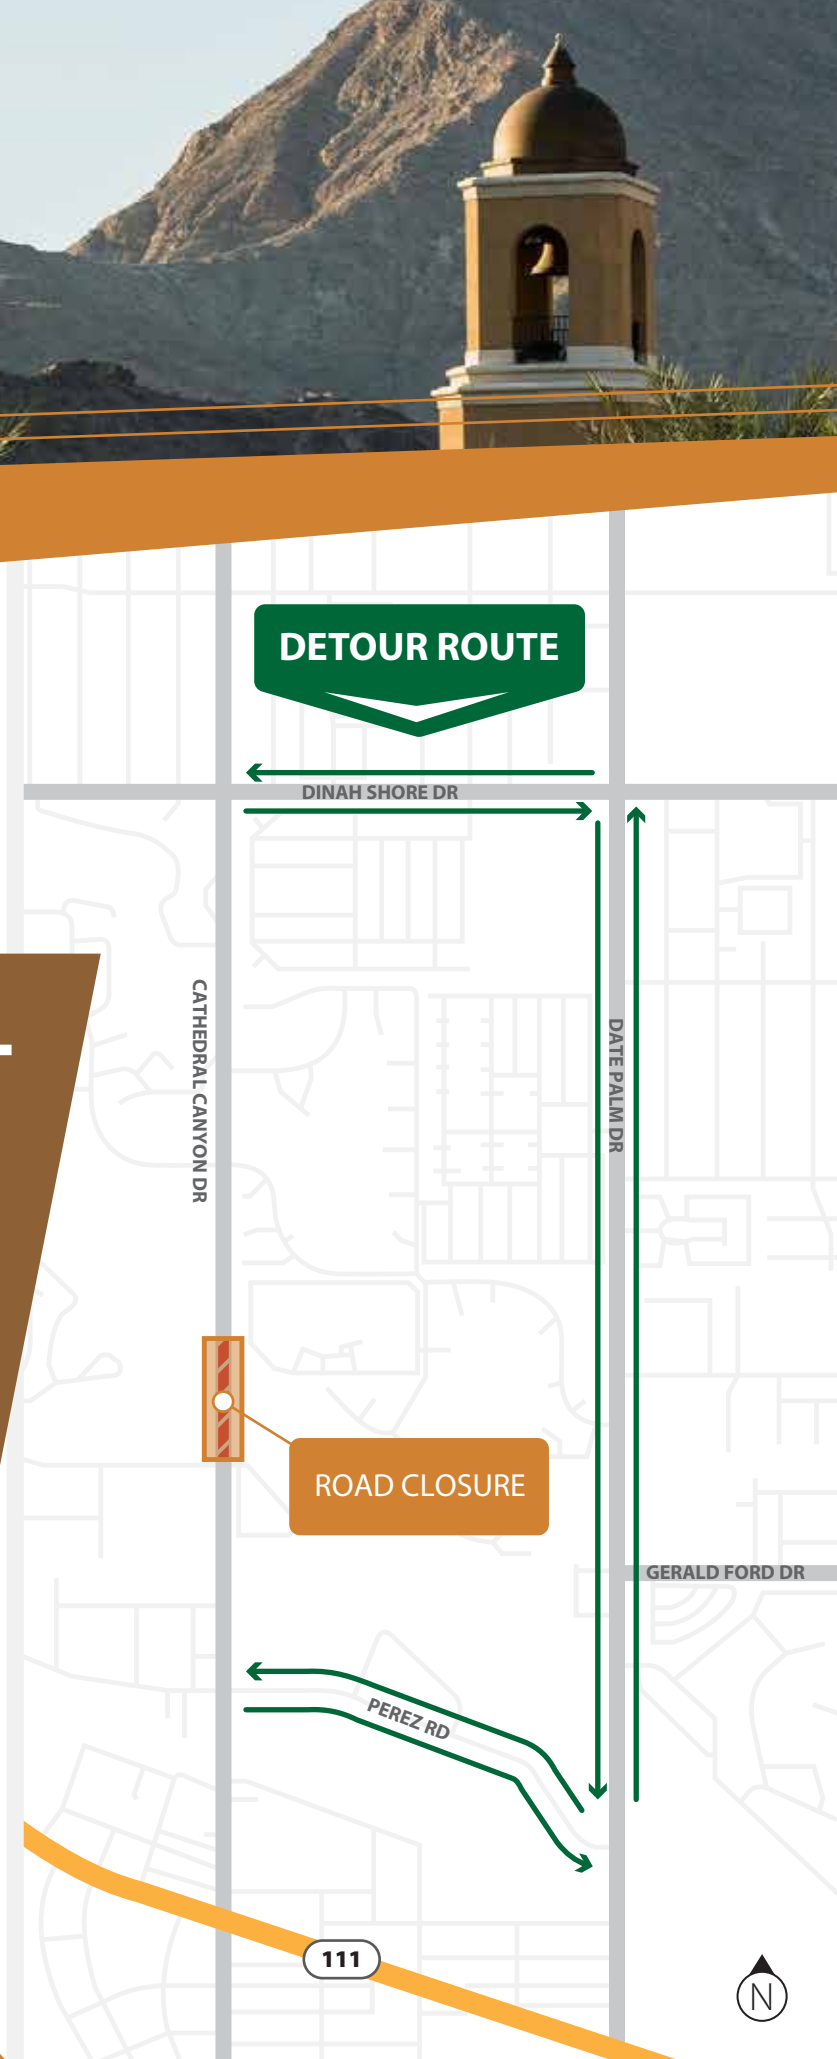 DETOUR ROUTE
DINAH SHORE DR
CATHEDRAL CANYON DR
DATE PALM DR
ROAD CLOSURE
GERALD FORD DR
PEREZ RD
111
N